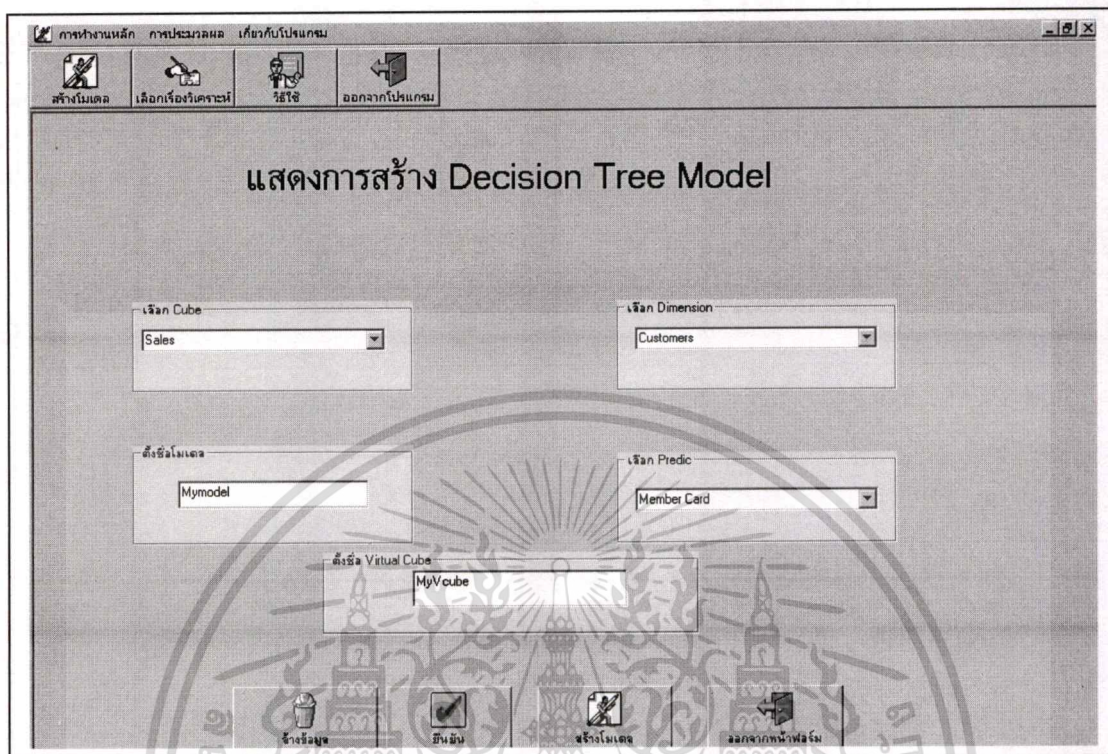 การทำงานหลัก การประมวลผล เกี่ยวกับโปรแกรม
สร้างโมเดล เลือกเรื่องวิเคราะห์ วิธีใช้ ออกจากโปรแกรม
แสดงการสร้าง Decision Tree Model
เลือก Cube
Sales
เลือก Dimension
Customers
ตั้งชื่อโมเดล
Mymodel
เลือก Predic
Member Card
ตั้งชื่อ Virtual Cube
MyVcube
ล้างข้อมูล ยืนยัน สร้างโมเดล ออกจากหน้าฟอร์ม